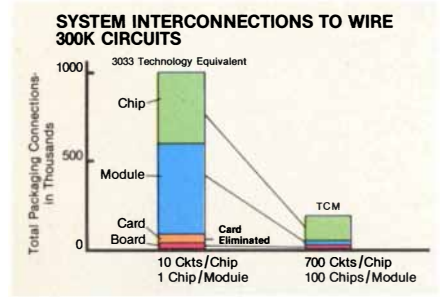 SYSTEM INTERCONNECTIONS TO WIRE
300K CIRCUITS
3033 Technology Equivalent
1000
500
0
Total Packaging Connections-
in Thousands
Chip
Module
Card
Board
Card
Eliminated
TCM
10 Ckts/Chip
1 Chip/Module
700 Ckts/Chip
100 Chips/Module